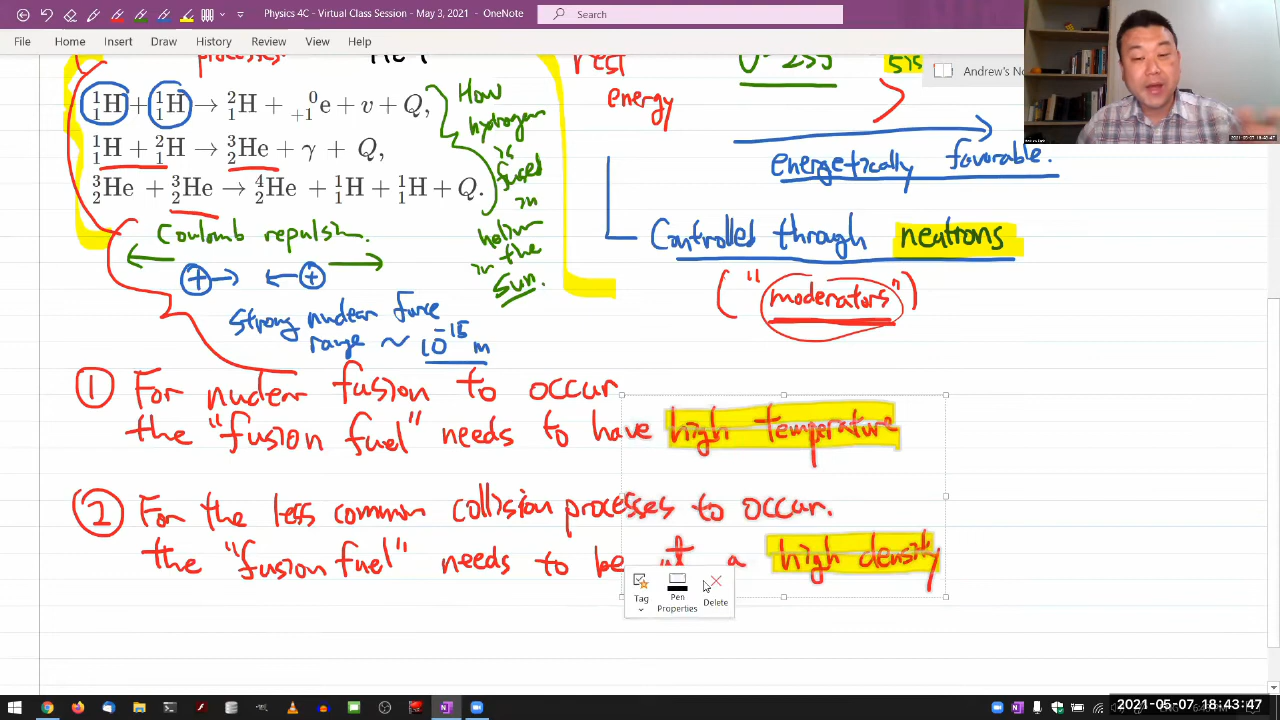 Physics 4C - Virtual Class Session - May 3, 2021 - OneNote
Search
File Home Insert Draw History Review View Help
processes.
¹₁H + ¹₁H → ²₁H + ⁰₊₁e + v + Q,
¹₁H + ²₁H → ³₂He + γ + Q,
³₂He + ³₂He → ⁴₂He + ¹₁H + ¹₁H + Q.
How
hydrogen
is
fused
in
helium
in the
Sun.
Coulomb repulsion.
+ +
strong nuclear force
range ~ 10⁻¹⁵ m
rest
energy
U-235
Andrew's No
energetically favorable.
Controlled through neutrons
("moderators")
① For nuclear fusion to occur
the "fusion fuel" needs to have high temperature
② For the less common collision processes to occur.
the "fusion fuel" needs to be at a high density
Tag
Pen Properties
Delete
2021-05-07 18:43:47